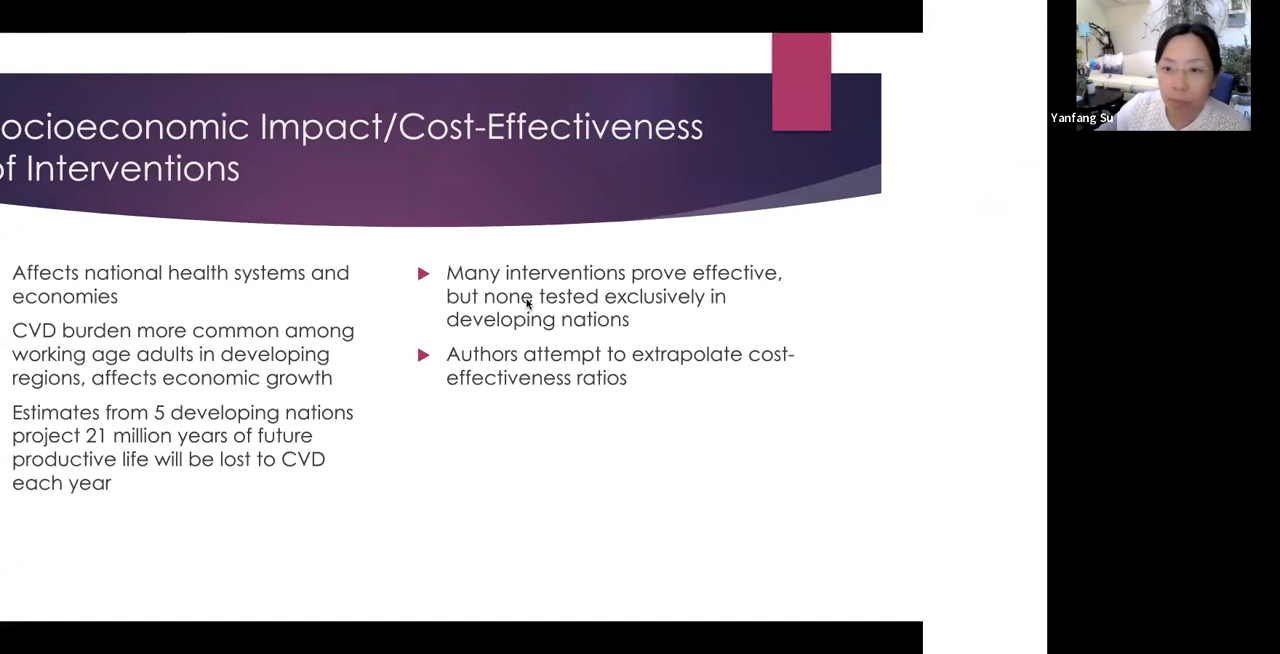 ocioeconomic Impact/Cost-Effectiveness
of Interventions
Affects national health systems and
economies
CVD burden more common among
working age adults in developing
regions, affects economic growth
Estimates from 5 developing nations
project 21 million years of future
productive life will be lost to CVD
each year
Many interventions prove effective,
but none tested exclusively in
developing nations
Authors attempt to extrapolate cost-
effectiveness ratios
Yanfang Su